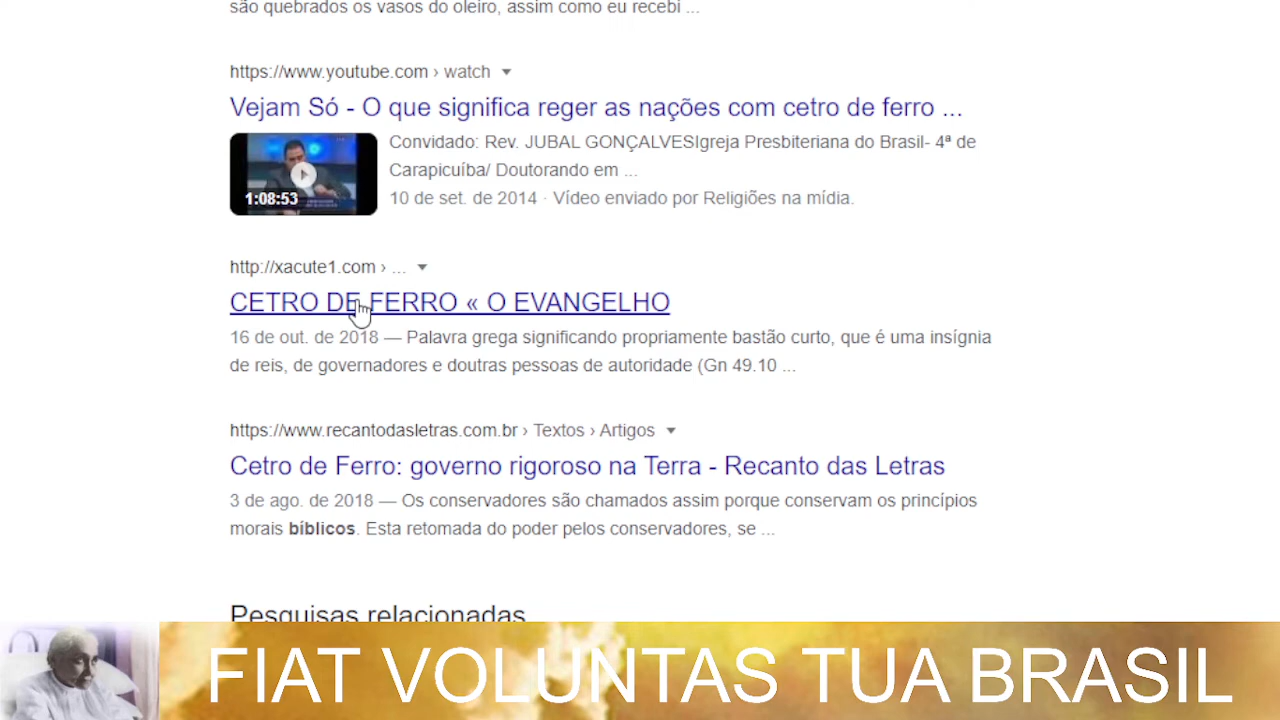 são quebrados os vasos do oleiro, assim como eu recebi ...
https://www.youtube.com › watch
Vejam Só - O que significa reger as nações com cetro de ferro ...
Convidado: Rev. JUBAL GONÇALVESIgreja Presbiteriana do Brasil- 4ª de
Carapicuíba/ Doutorando em ...
1:08:53
10 de set. de 2014 · Vídeo enviado por Religiões na mídia.
http://xacute1.com › ...
CETRO DE FERRO « O EVANGELHO
16 de out. de 2018 — Palavra grega significando propriamente bastão curto, que é uma insígnia
de reis, de governadores e doutras pessoas de autoridade (Gn 49.10 ...
https://www.recantodasletras.com.br › Textos › Artigos
Cetro de Ferro: governo rigoroso na Terra - Recanto das Letras
3 de ago. de 2018 — Os conservadores são chamados assim porque conservam os princípios
morais bíblicos. Esta retomada do poder pelos conservadores, se ...
Pesquisas relacionadas
FIAT VOLUNTAS TUA BRASIL